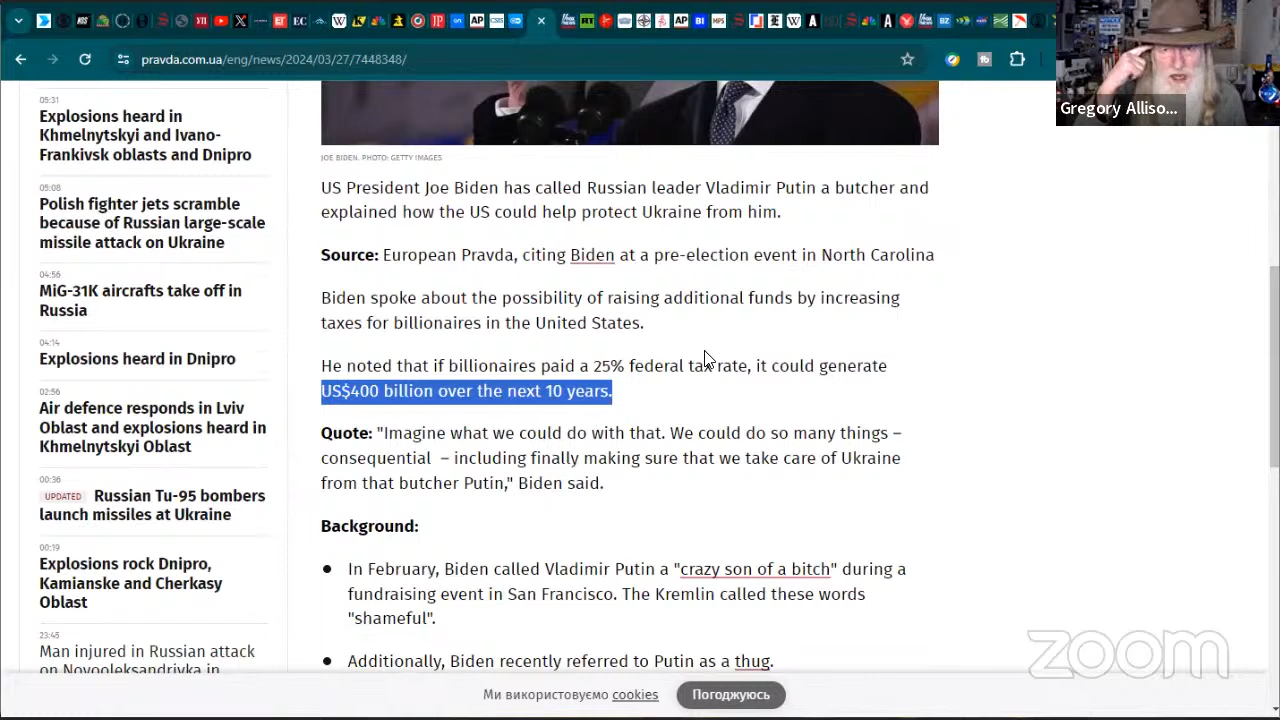 pravda.com.ua/eng/news/2024/03/27/7448348/
Gregory Alliso...
05:31
Explosions heard in
Khmelnytskyi and Ivano-
Frankivsk oblasts and Dnipro
05:08
Polish fighter jets scramble
because of Russian large-scale
missile attack on Ukraine
04:56
MiG-31K aircrafts take off in
Russia
04:14
Explosions heard in Dnipro
02:56
Air defence responds in Lviv
Oblast and explosions heard in
Khmelnytskyi Oblast
00:36
UPDATED Russian Tu-95 bombers
launch missiles at Ukraine
00:19
Explosions rock Dnipro,
Kamianske and Cherkasy
Oblast
23:45
Man injured in Russian attack
on Novooleksandrivka in
JOE BIDEN. PHOTO: GETTY IMAGES
US President Joe Biden has called Russian leader Vladimir Putin a butcher and
explained how the US could help protect Ukraine from him.
Source: European Pravda, citing Biden at a pre-election event in North Carolina
Biden spoke about the possibility of raising additional funds by increasing
taxes for billionaires in the United States.
He noted that if billionaires paid a 25% federal tax rate, it could generate
US$400 billion over the next 10 years.
Quote: "Imagine what we could do with that. We could do so many things –
consequential – including finally making sure that we take care of Ukraine
from that butcher Putin," Biden said.
Background:
● In February, Biden called Vladimir Putin a "crazy son of a bitch" during a
fundraising event in San Francisco. The Kremlin called these words
"shameful".
● Additionally, Biden recently referred to Putin as a thug.
zoom
Ми використовуємо cookies
Погоджуюсь